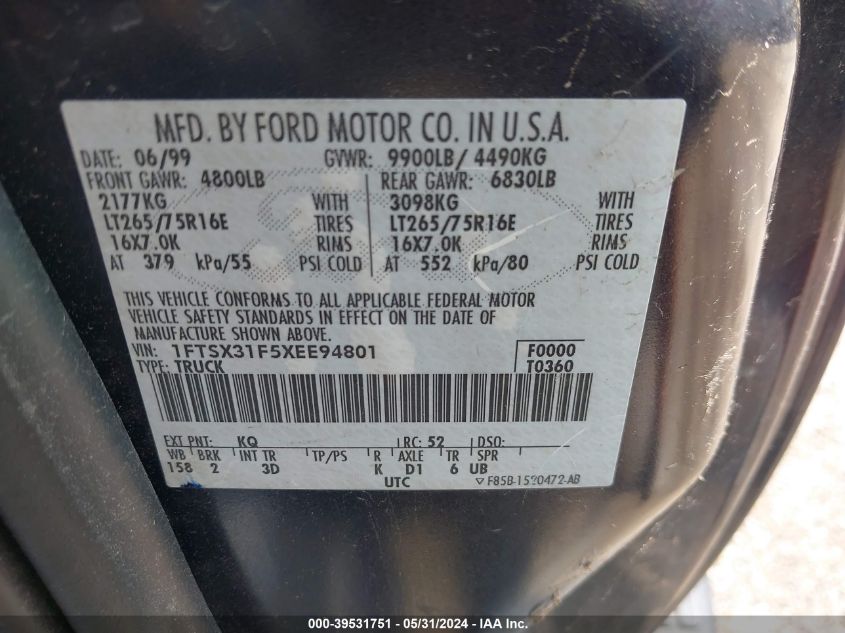 MFD. BY FORD MOTOR CO. IN U.S.A.
DATE: 06/99 GVWR: 9900LB/ 4490KG
FRONT GAWR: 4800LB REAR GAWR: 6830LB
2177KG WITH 3098KG WITH
LT265/75R16E TIRES LT265/75R16E TIRES
16X7.0K RIMS 16X7.0K RIMS
AT 379 kPa/55 PSI COLD AT 552 kPa/80 PSI COLD
THIS VEHICLE CONFORMS TO ALL APPLICABLE FEDERAL MOTOR
VEHICLE SAFETY STANDARDS IN EFFECT ON THE DATE OF
MANUFACTURE SHOWN ABOVE.
VIN: 1FTSX31F5XEE94801 F0000
TYPE: TRUCK T0360
EXT PNT: KQ RC: 52 DSO:
WB BRK INT TR TP/PS R AXLE TR SPR
158 2 3D K D1 6 UB
UTC ▽ F85B-1520472-AB
000-39531751 - 05/31/2024 - IAA Inc.